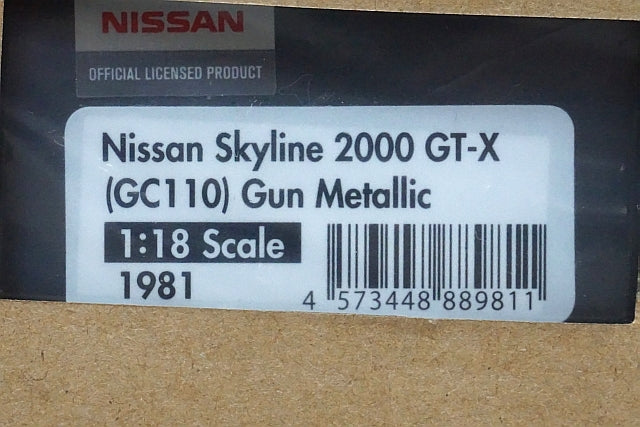 NISSAN
OFFICIAL LICENSED PRODUCT
Nissan Skyline 2000 GT-X
(GC110) Gun Metallic
1:18 Scale
1981
4 573448 889811